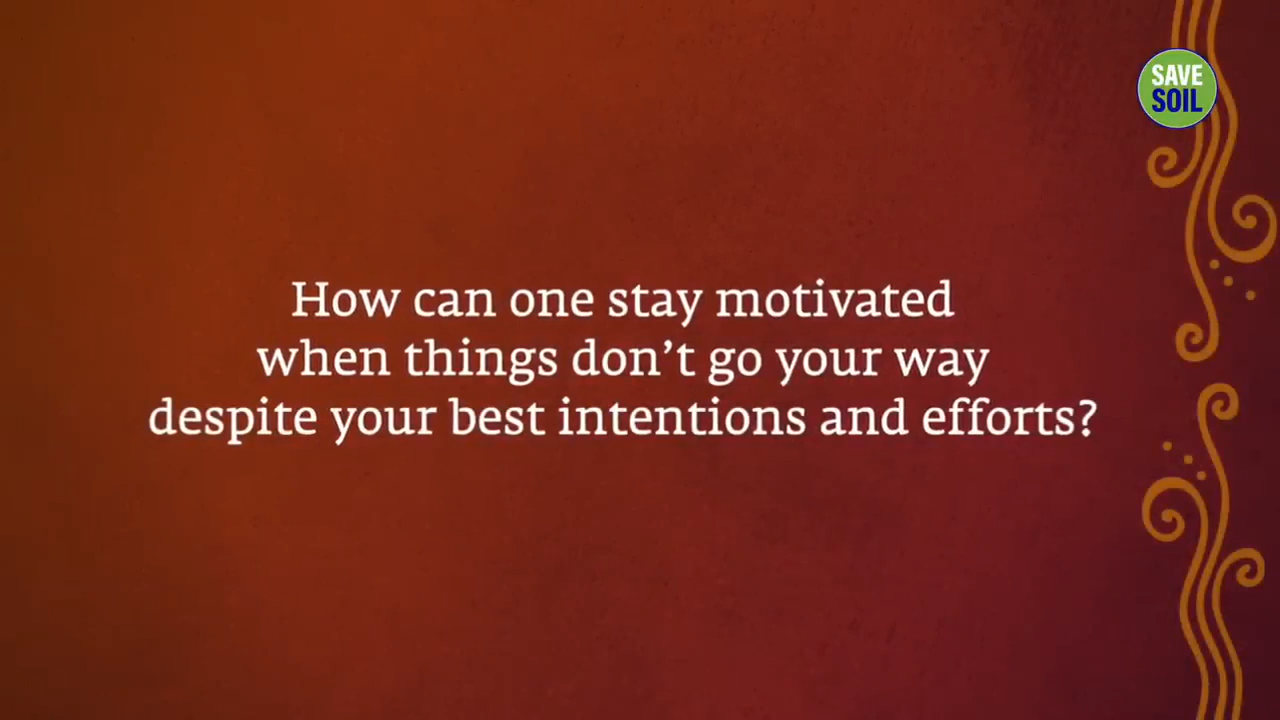 SAVE
SOIL
How can one stay motivated
when things don’t go your way
despite your best intentions and efforts?